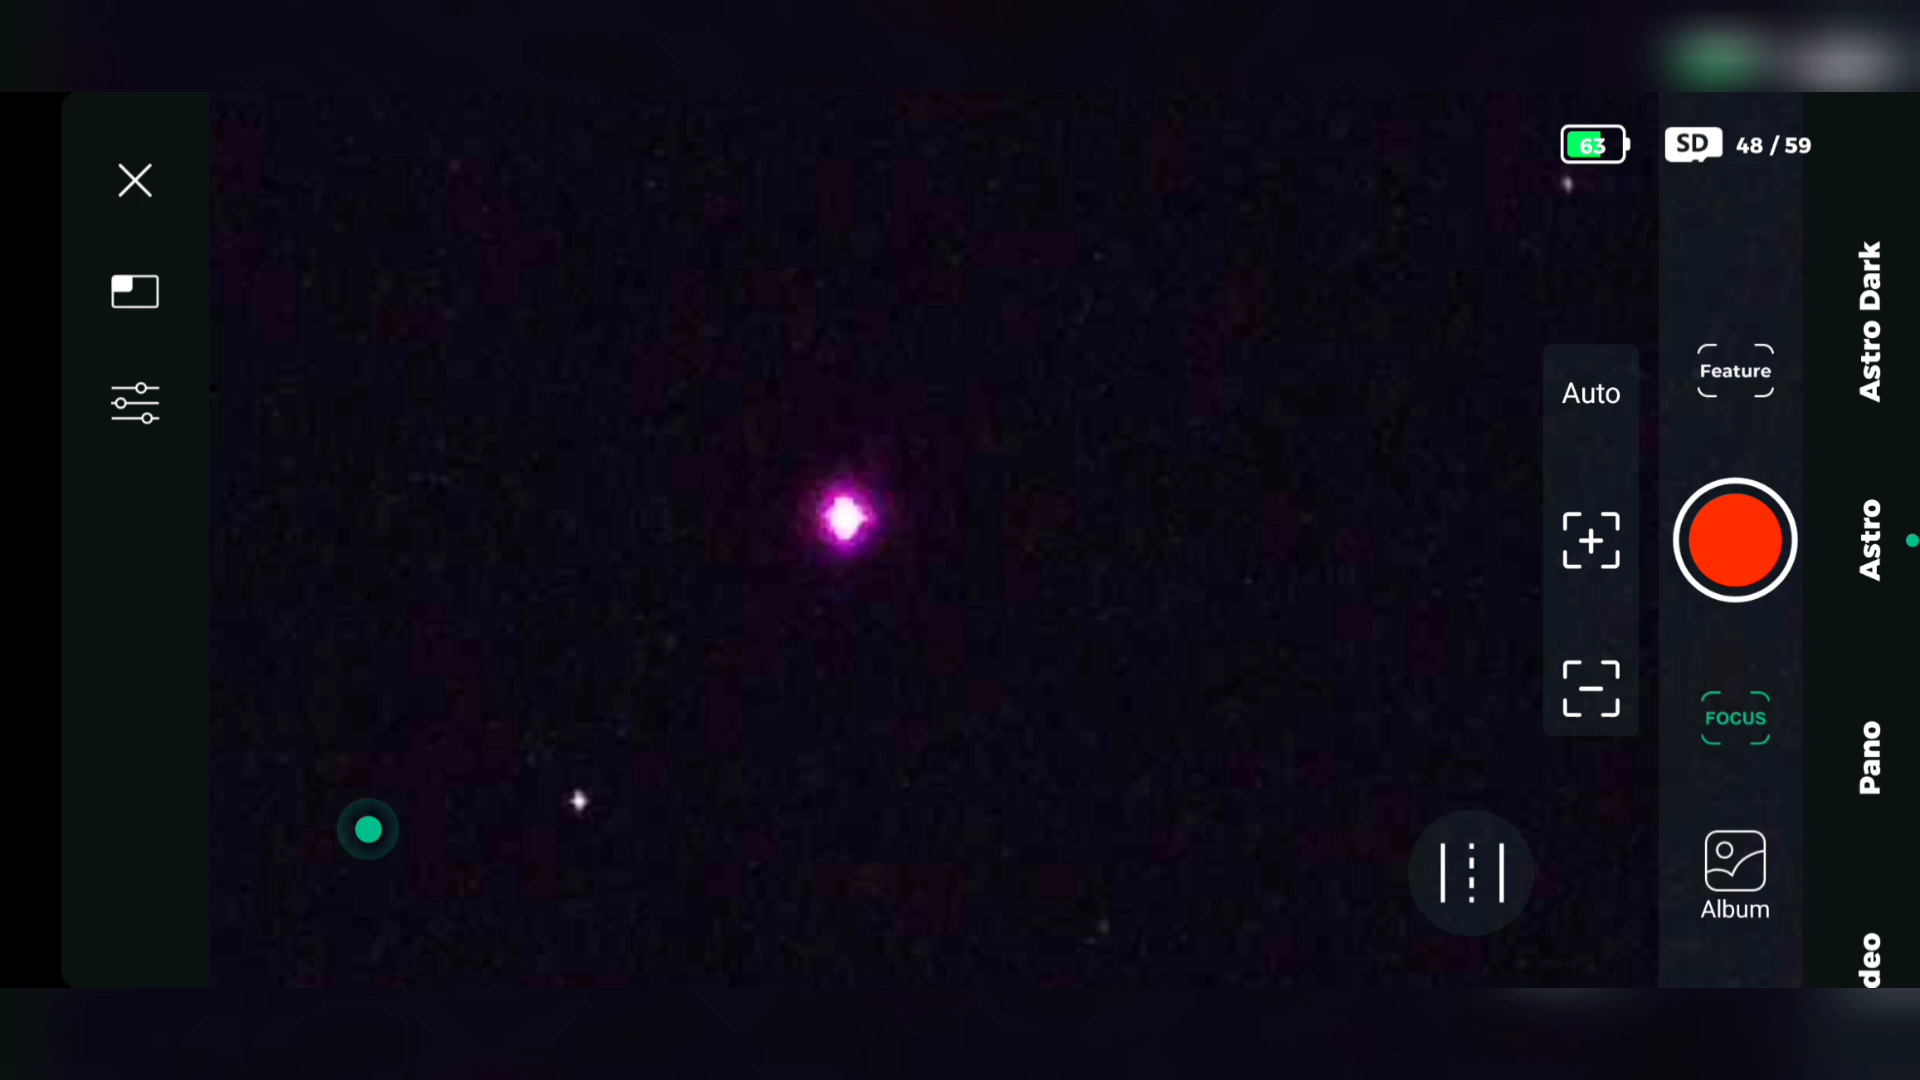 63
SD
48 / 59
Astro Dark
Feature
Auto
Astro
FOCUS
Pano
Album
deo